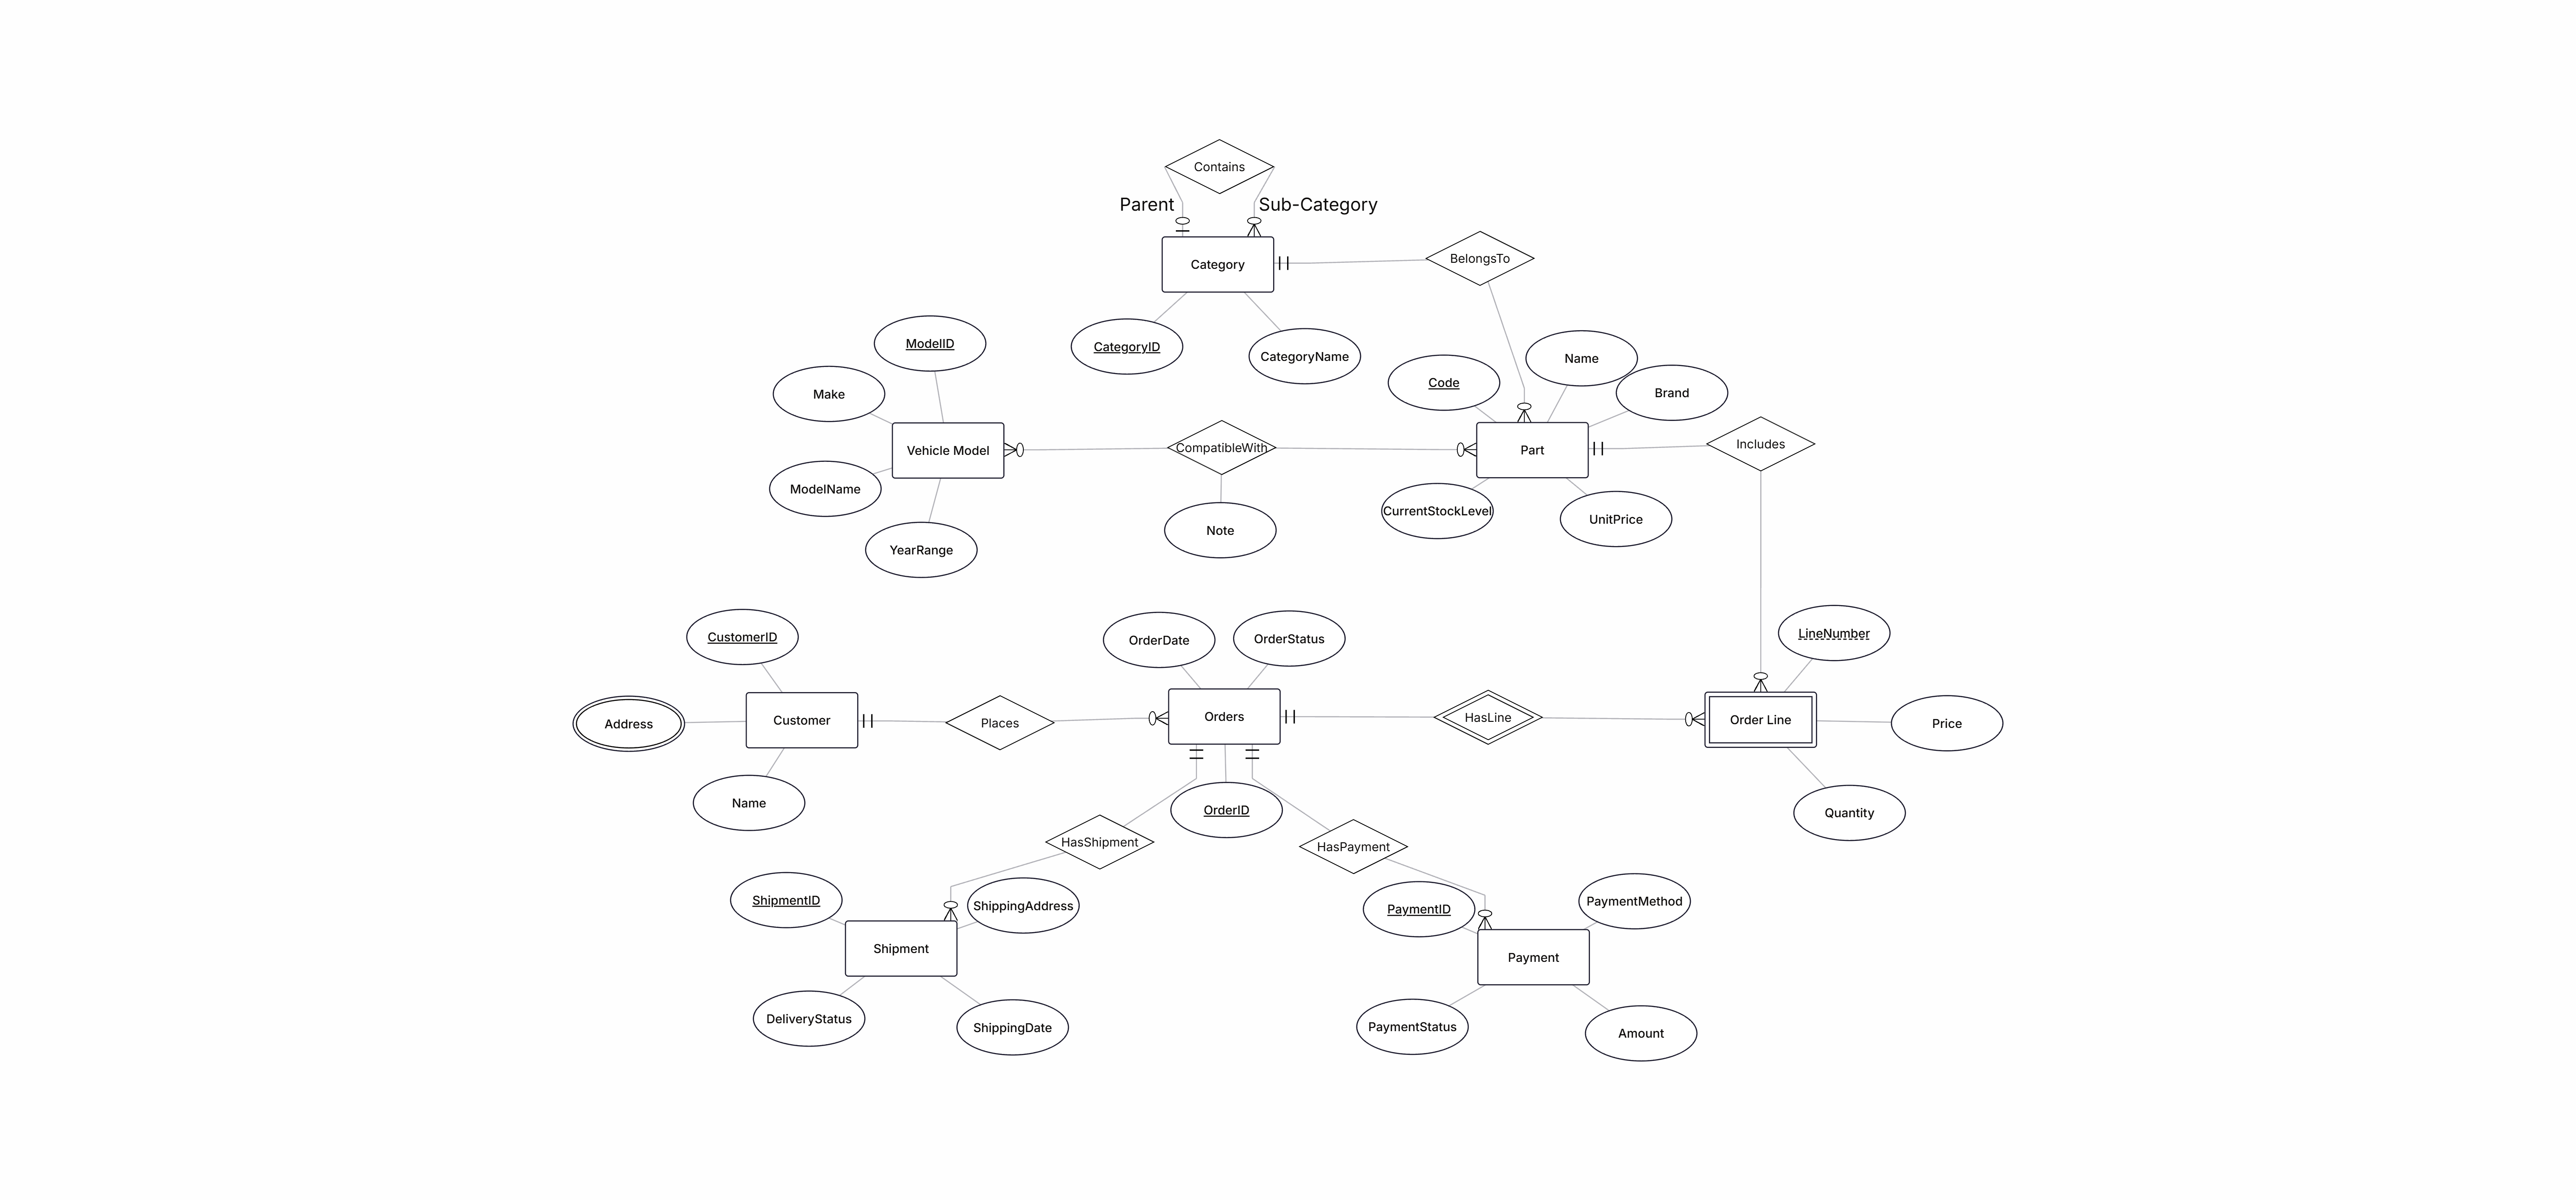 Contains
Parent
Sub-Category
Category
BelongsTo
ModelID
CategoryID
CategoryName
Name
Code
Brand
Make
Vehicle Model
CompatibleWith
Part
Includes
ModelName
Note
CurrentStockLevel
UnitPrice
YearRange
CustomerID
OrderDate
OrderStatus
LineNumber
Address
Customer
Places
Orders
HasLine
Order Line
Price
Name
OrderID
Quantity
HasShipment
HasPayment
ShipmentID
ShippingAddress
PaymentID
PaymentMethod
Shipment
Payment
DeliveryStatus
ShippingDate
PaymentStatus
Amount